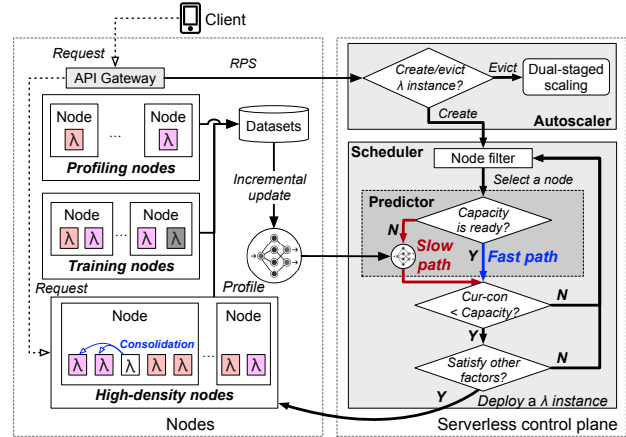 Client
Request
API Gateway
RPS
Node
λ
...
Node
λ
Profiling nodes
Datasets
Incremental
update
Node
λ λ
...
Node
λ λ
Training nodes
Request
Profile
Node
Consolidation
λ λ λ λ λ
...
Node
λ λ
High-density nodes
Nodes
Create/evict
λ instance?
Evict
Dual-staged
scaling
Create
Autoscaler
Scheduler
Node filter
Select a node
Predictor
Capacity
is ready?
N
Slow
path
Y
Fast path
Cur-con
< Capacity?
N
Y
Satisfy other
factors?
N
Y
Deploy a λ instance
Serverless control plane